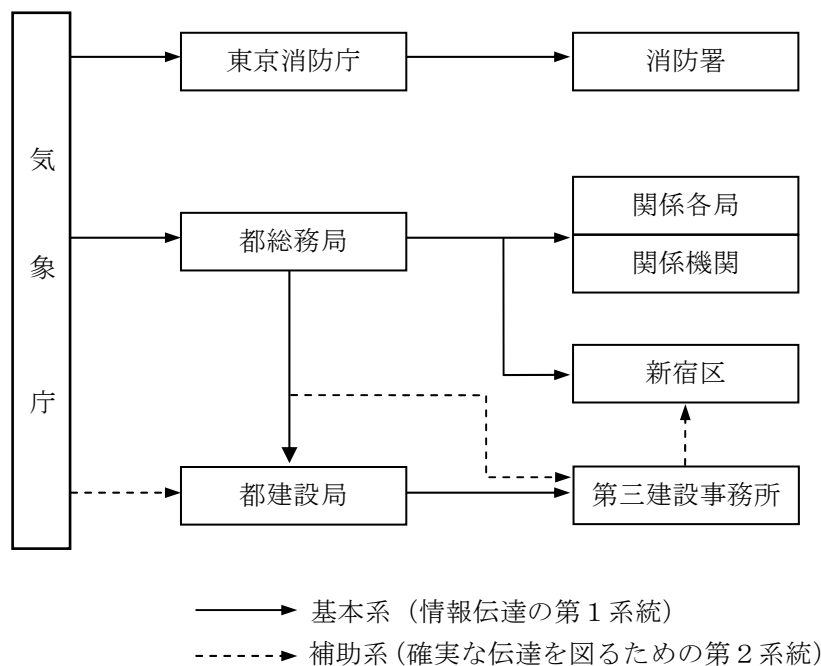 気象庁
東京消防庁
消防署
都総務局
関係各局
関係機関
新宿区
都建設局
第三建設事務所
基本系（情報伝達の第１系統）
補助系（確実な伝達を図るための第２系統）